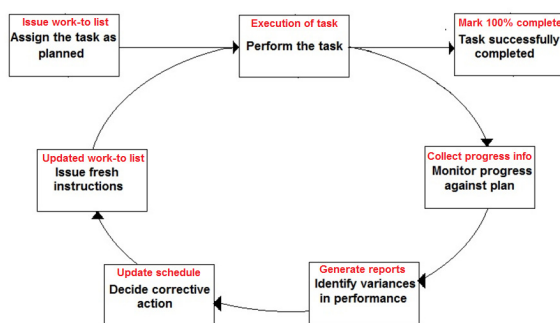 Issue work-to list
Assign the task as
planned
Execution of task
Perform the task
Mark 100% complete
Task successfully
completed
Updated work-to list
Issue fresh
instructions
Collect progress info
Monitor progress
against plan
Update schedule
Decide corrective
action
Generate reports
Identify variances
in performance